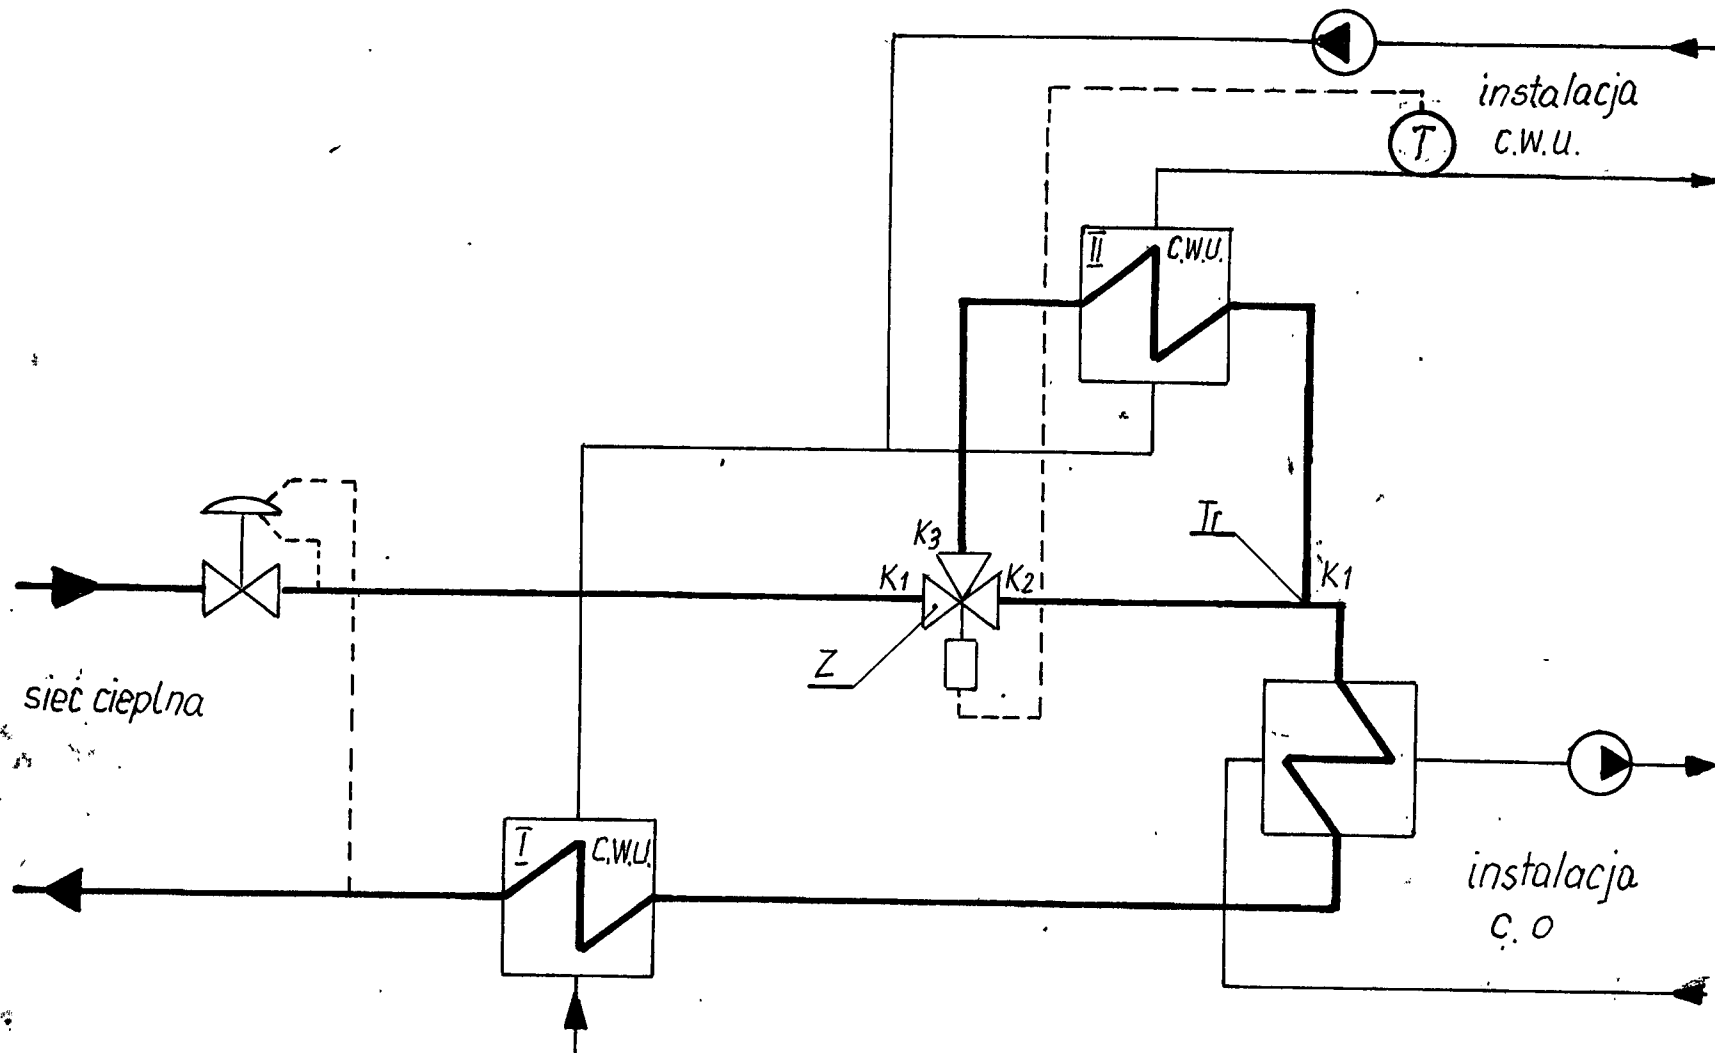 instalacja
c.w.u.
T
II C.W.U.
Tr
K3
K1
K2
K1
Z
sieć cieplna
I C.W.U.
instalacja
c. o